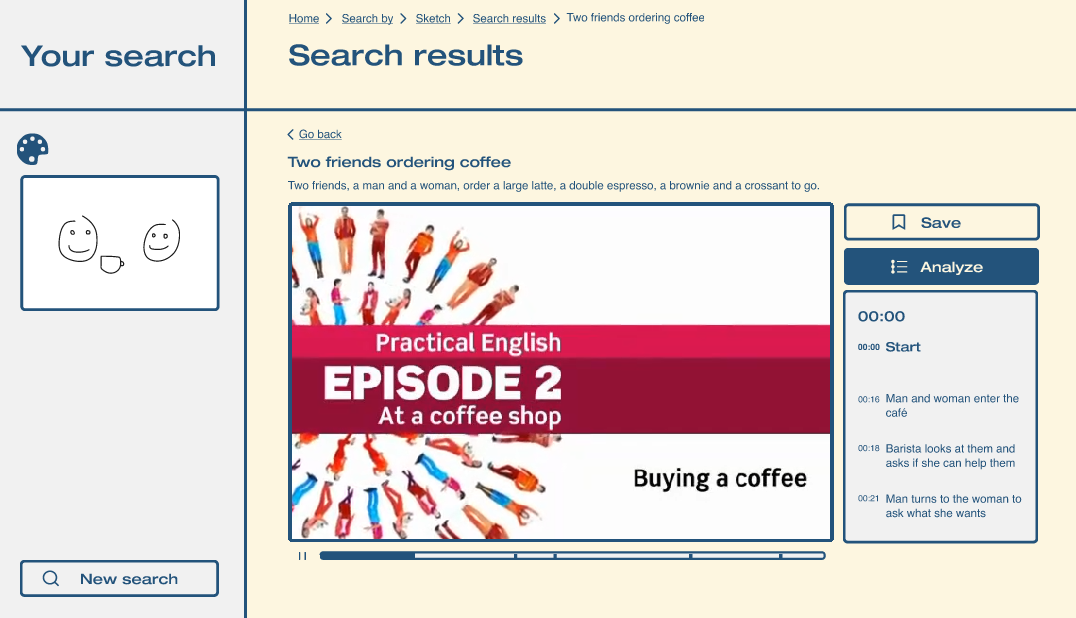 Your search
Home
Search by
Sketch
Search results
Two friends ordering coffee
Search results
Go back
Two friends ordering coffee
Two friends, a man and a woman, order a large latte, a double espresso, a brownie and a crossant to go.
Practical English
EPISODE 2
At a coffee shop
Buying a coffee
Save
Analyze
00:00
00:00 Start
00:16 Man and woman enter the
café
00:18 Barista looks at them and
asks if she can help them
00:21 Man turns to the woman to
ask what she wants
New search